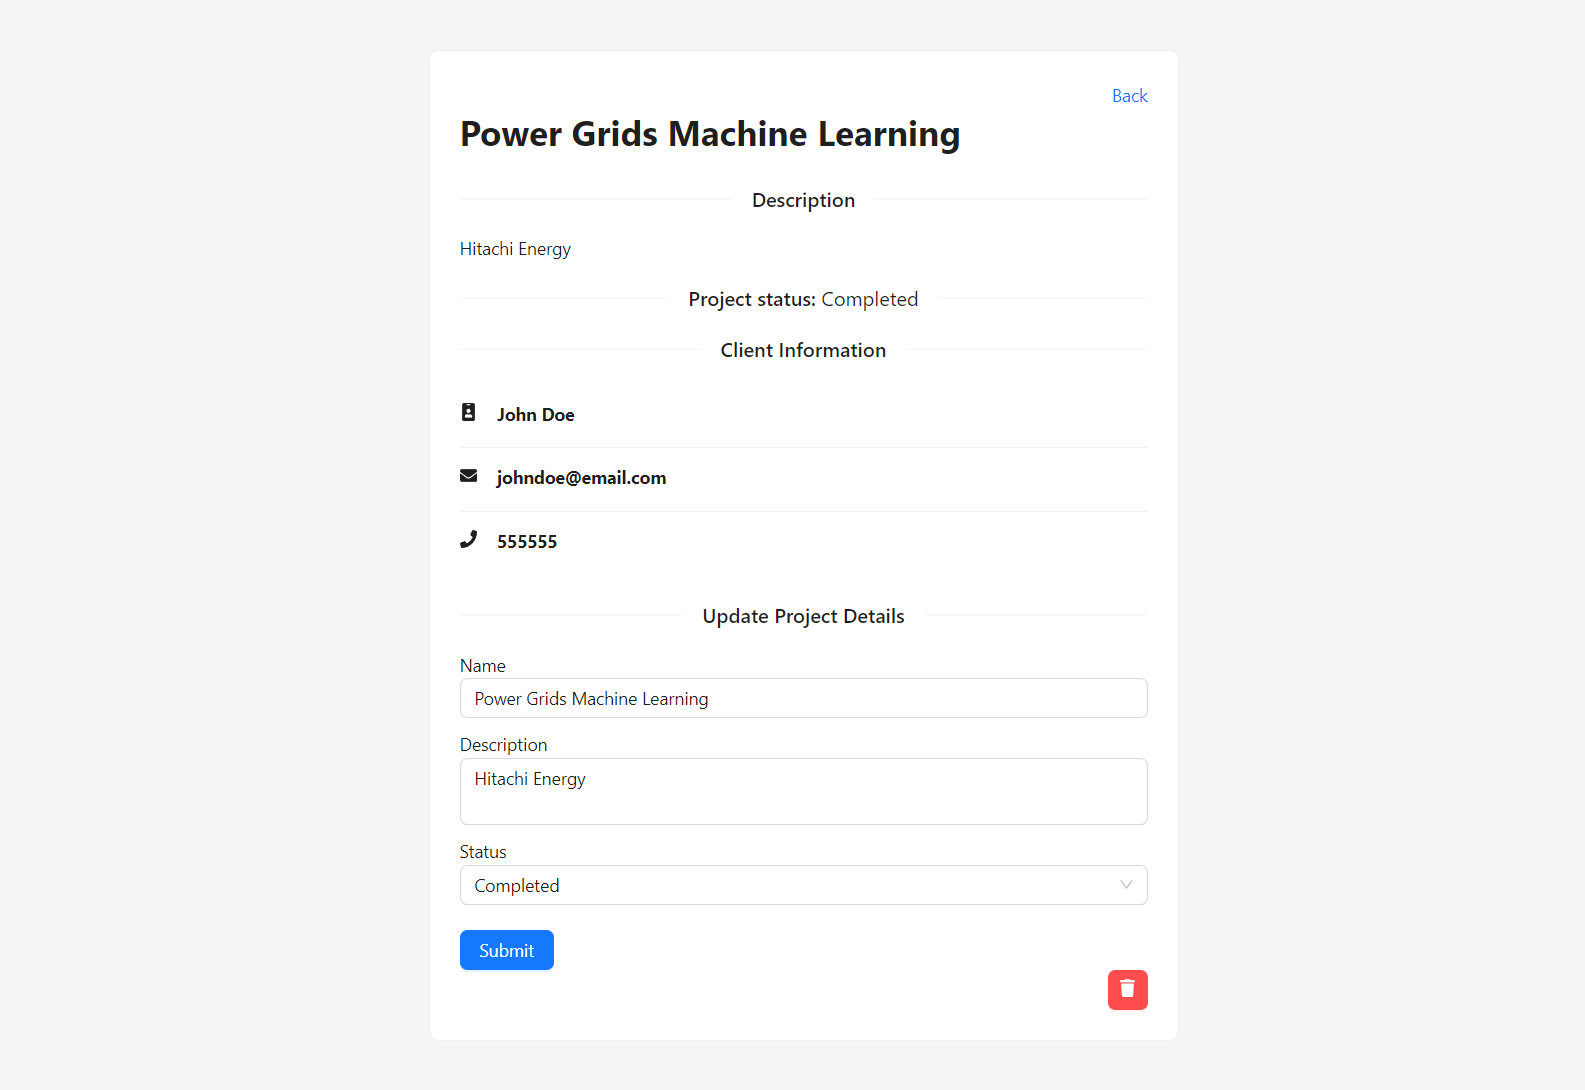 Back
Power Grids Machine Learning
Description
Hitachi Energy
Project status: Completed
Client Information
John Doe
johndoe@email.com
555555
Update Project Details
Name
Power Grids Machine Learning
Description
Hitachi Energy
Status
Completed
Submit